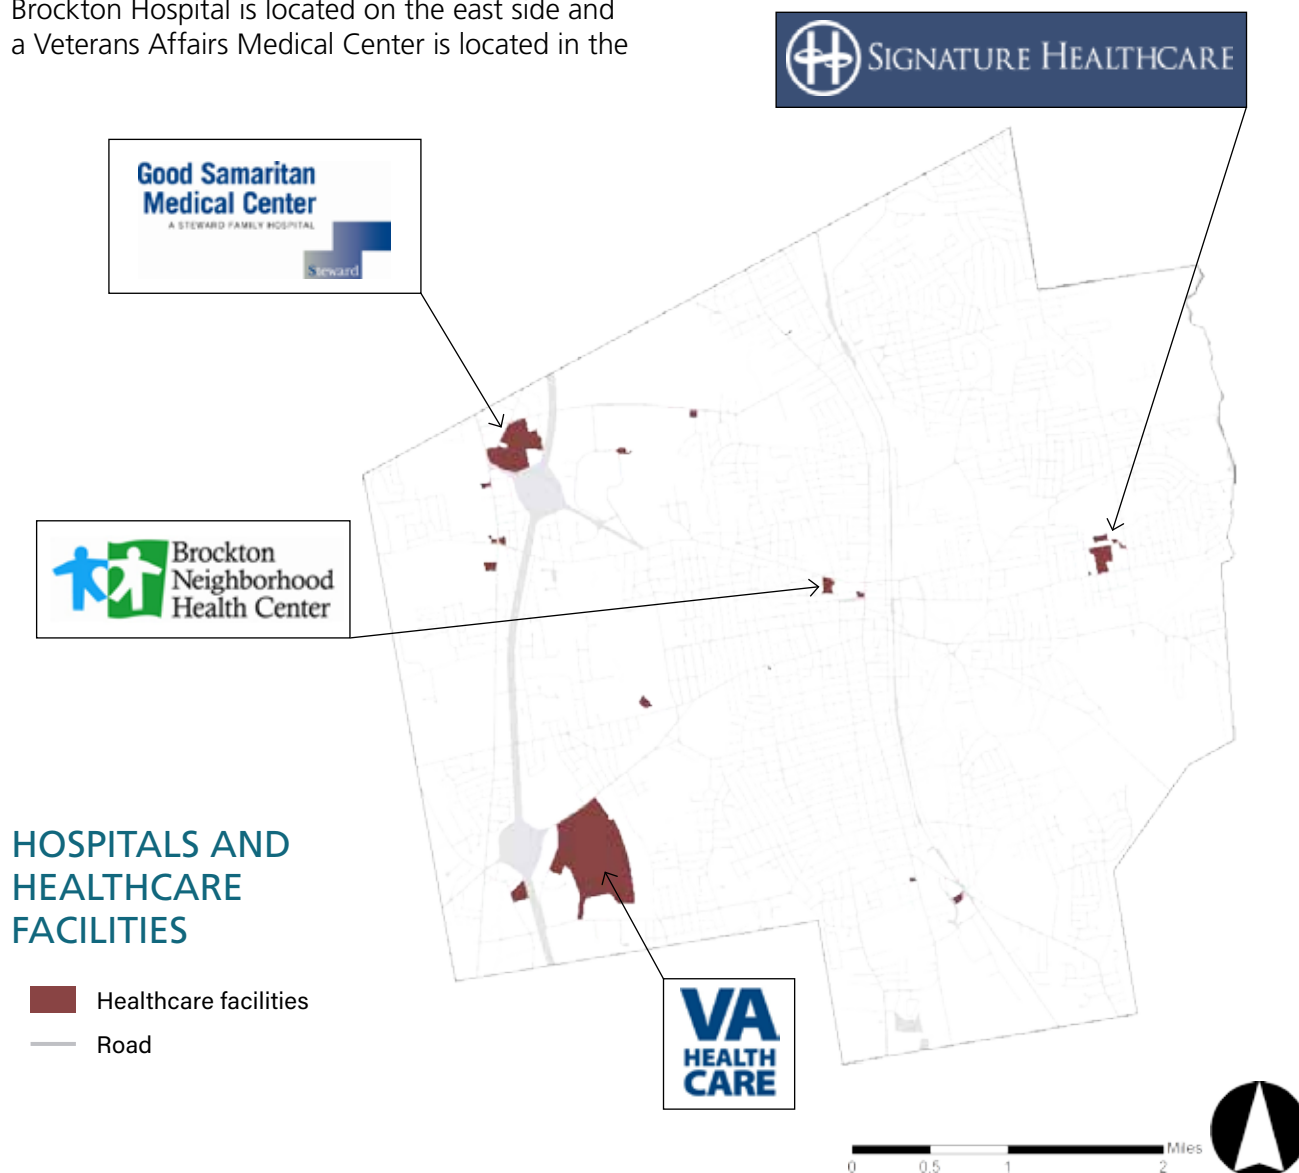 Brockton Hospital is located on the east side and
a Veterans Affairs Medical Center is located in the
SIGNATURE HEALTHCARE
Good Samaritan
Medical Center
A STEWARD FAMILY HOSPITAL
Steward
Brockton
Neighborhood
Health Center
HOSPITALS AND
HEALTHCARE
FACILITIES
Healthcare facilities
Road
VA
HEALTH
CARE
Miles
0 0.5 1 2